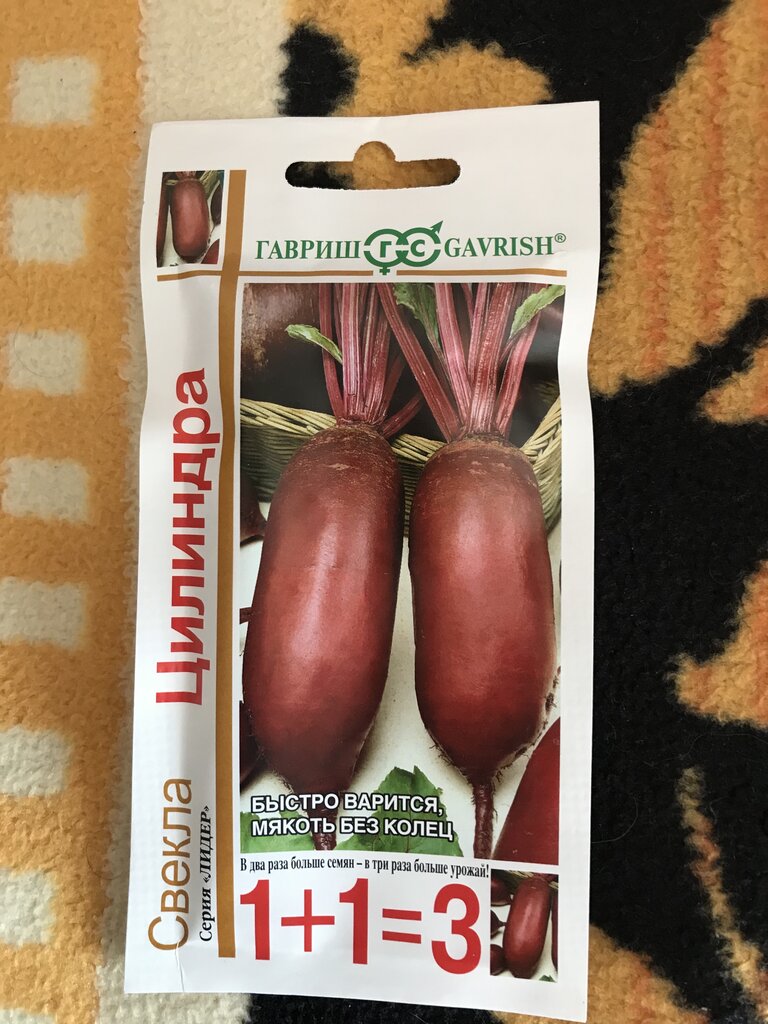 ГАВРИШ ГС GAVRISH®
Свекла Цилиндра
Серия «ЛИДЕР»
БЫСТРО ВАРИТСЯ,
МЯКОТЬ БЕЗ КОЛЕЦ
В два раза больше семян – в три раза больше урожай!
1+1=3